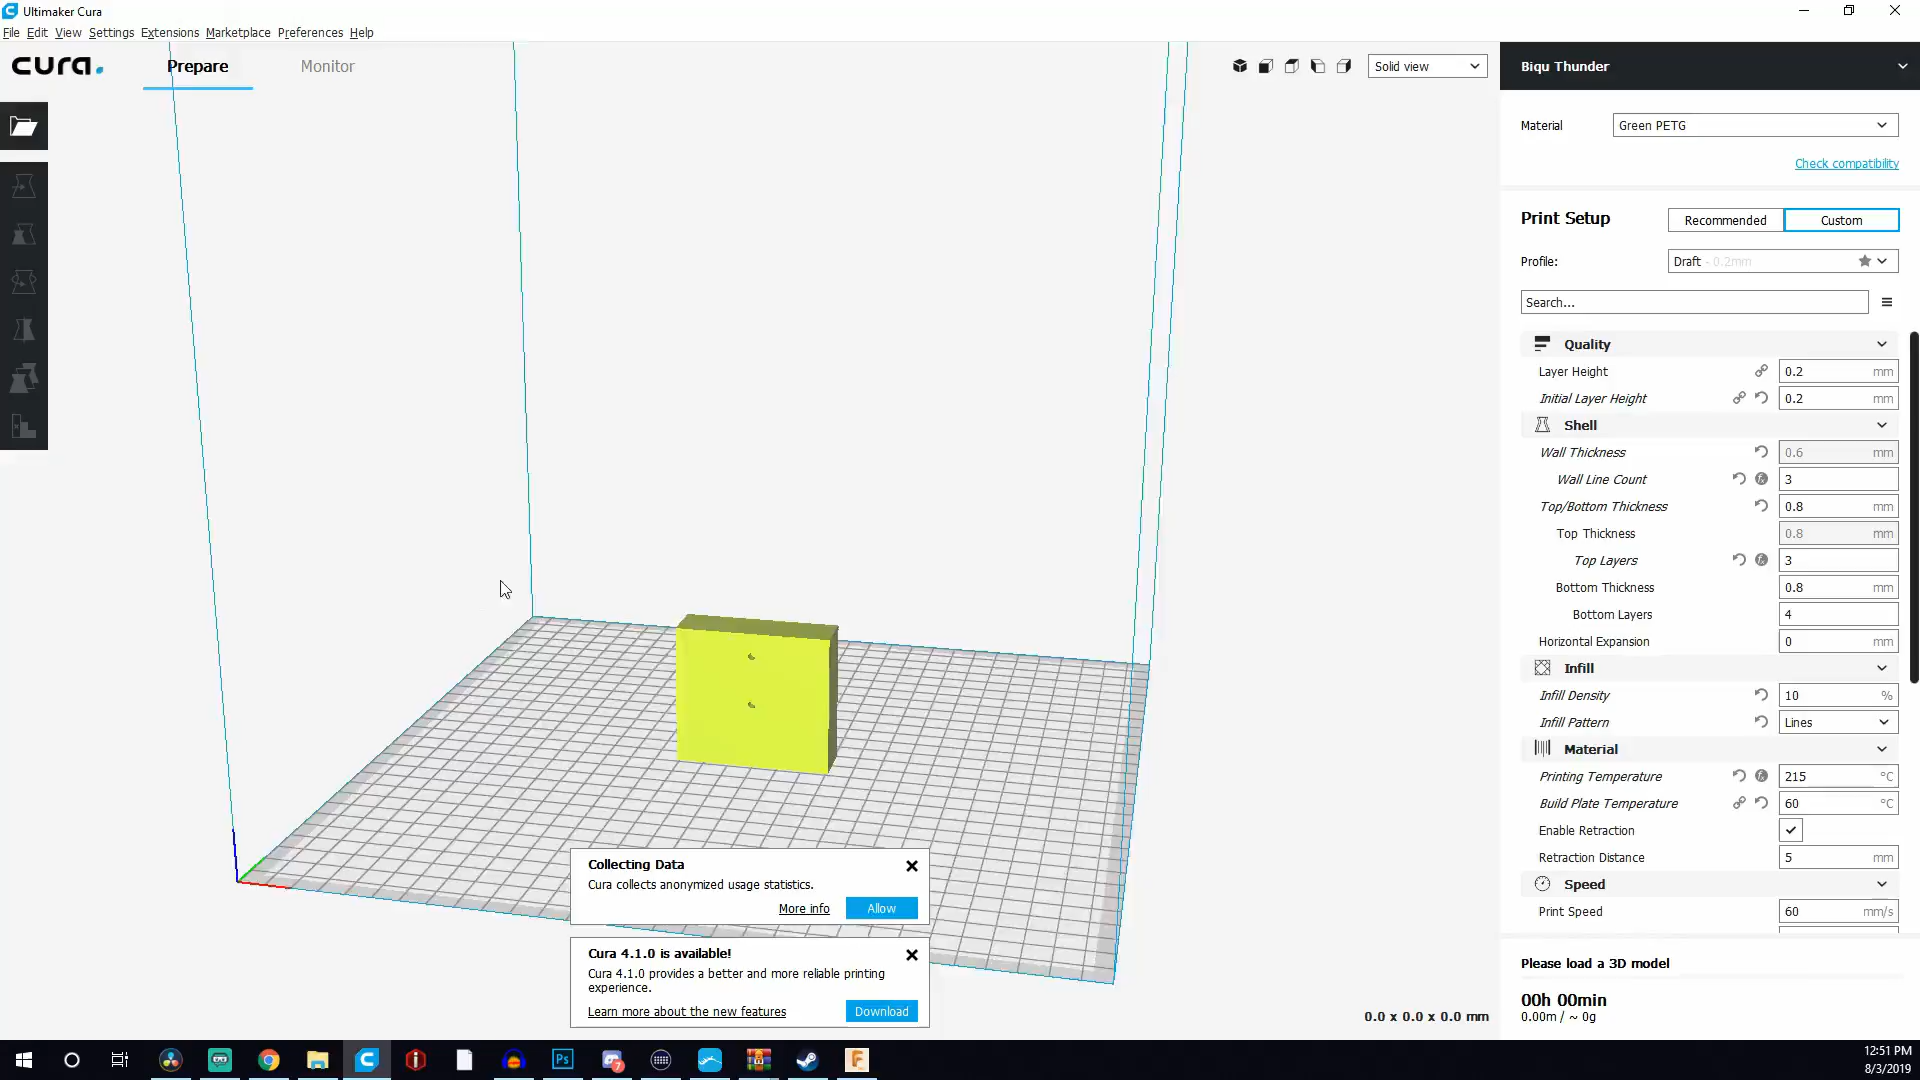 Ultimaker Cura
File Edit View Settings Extensions Marketplace Preferences Help
cura.
Prepare
Monitor
Solid view
Biqu Thunder
Material
Green PETG
Check compatibility
Print Setup
Recommended
Custom
Profile:
Draft - 0.2mm
Search...
Quality
Layer Height 0.2 mm
Initial Layer Height 0.2 mm
Shell
Wall Thickness 0.6 mm
Wall Line Count 3
Top/Bottom Thickness 0.8 mm
Top Thickness 0.8 mm
Top Layers 3
Bottom Thickness 0.8 mm
Bottom Layers 4
Horizontal Expansion 0 mm
Infill
Infill Density 10 %
Infill Pattern Lines
Material
Printing Temperature 215 °C
Build Plate Temperature 60 °C
Enable Retraction
Retraction Distance 5 mm
Speed
Print Speed 60 mm/s
Collecting Data
Cura collects anonymized usage statistics.
More info
Allow
Cura 4.1.0 is available!
Cura 4.1.0 provides a better and more reliable printing
experience.
Learn more about the new features
Download
Please load a 3D model
00h 00min
0.00m / ~ 0g
0.0 x 0.0 x 0.0 mm
Ps
7
12:51 PM
8/3/2019